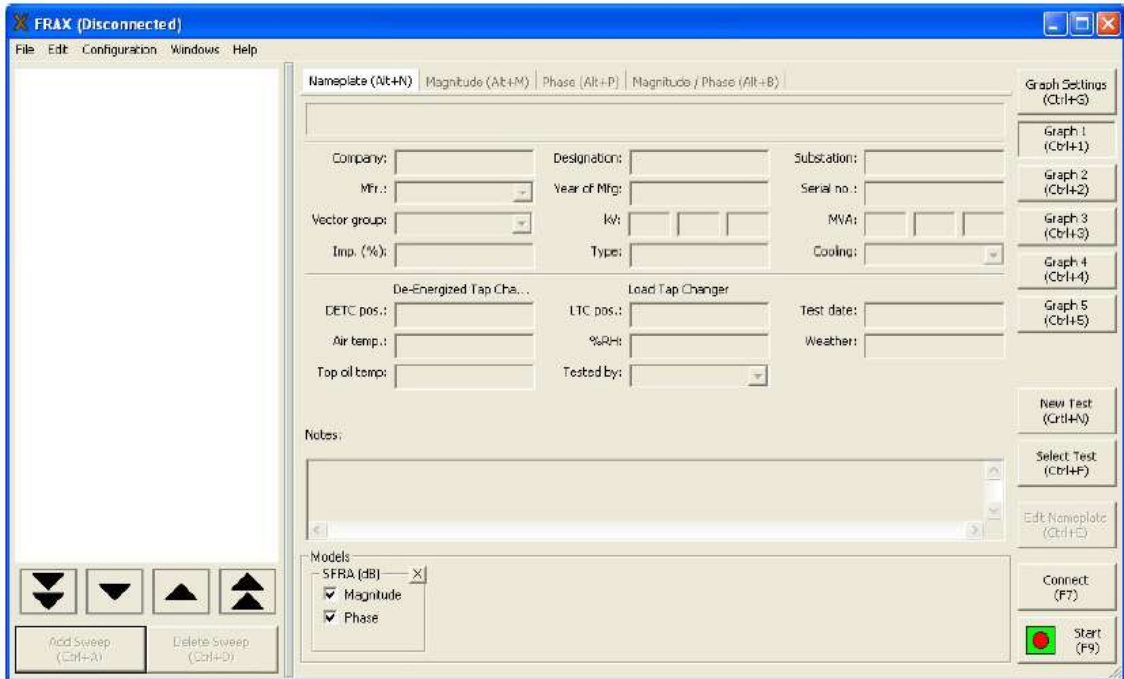 FRAX (Disconnected)
File Edit Configuration Windows Help
Nameplate (Alt+N) Magnitude (Alt+M) Phase (Alt+P) Magnitude / Phase (Alt+B)
Company: Designation: Substation:
Mfr.: Year of Mfg: Serial no.:
Vector group: kV: MVA:
Imp. (%): Type: Cooling:
De-Energized Tap Cha... Load Tap Changer
DETC pos.: LTC pos.: Test date:
Air temp.: %RH: Weather:
Top oil temp: Tested by:
Notes:
Models
SFRA (dB) X
Magnitude
Phase
Add Sweep
(Ctrl+A)
Delete Sweep
(Ctrl+D)
Graph Settings
(Ctrl+G)
Graph 1
(Ctrl+1)
Graph 2
(Ctrl+2)
Graph 3
(Ctrl+3)
Graph 4
(Ctrl+4)
Graph 5
(Ctrl+5)
New Test
(Crtl+N)
Select Test
(Ctrl+F)
Edit Nameplate
(Ctrl+E)
Connect
(F7)
Start
(F9)